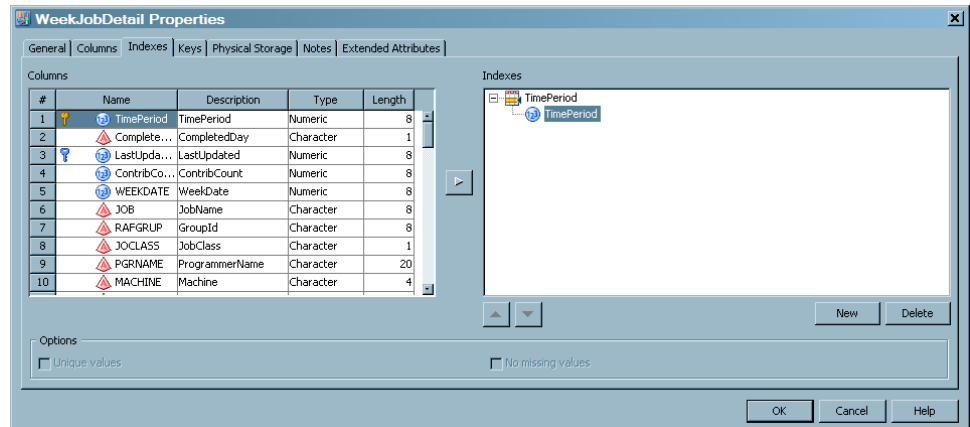 WeekJobDetail Properties
General Columns Indexes Keys Physical Storage Notes Extended Attributes
Columns
Indexes
# Name Description Type Length
1 TimePeriod TimePeriod Numeric 8
2 Complete... CompletedDay Character 1
3 LastUpda... LastUpdated Numeric 8
4 ContribCo... ContribCount Numeric 8
5 WEEKDATE WeekDate Numeric 8
6 JOB JobName Character 8
7 RAFGRUP GroupId Character 8
8 JOCLASS JobClass Character 1
9 PGRNAME ProgrammerName Character 20
10 MACHINE Machine Character 4
TimePeriod
TimePeriod
New Delete
Options
Unique values
No missing values
OK Cancel Help